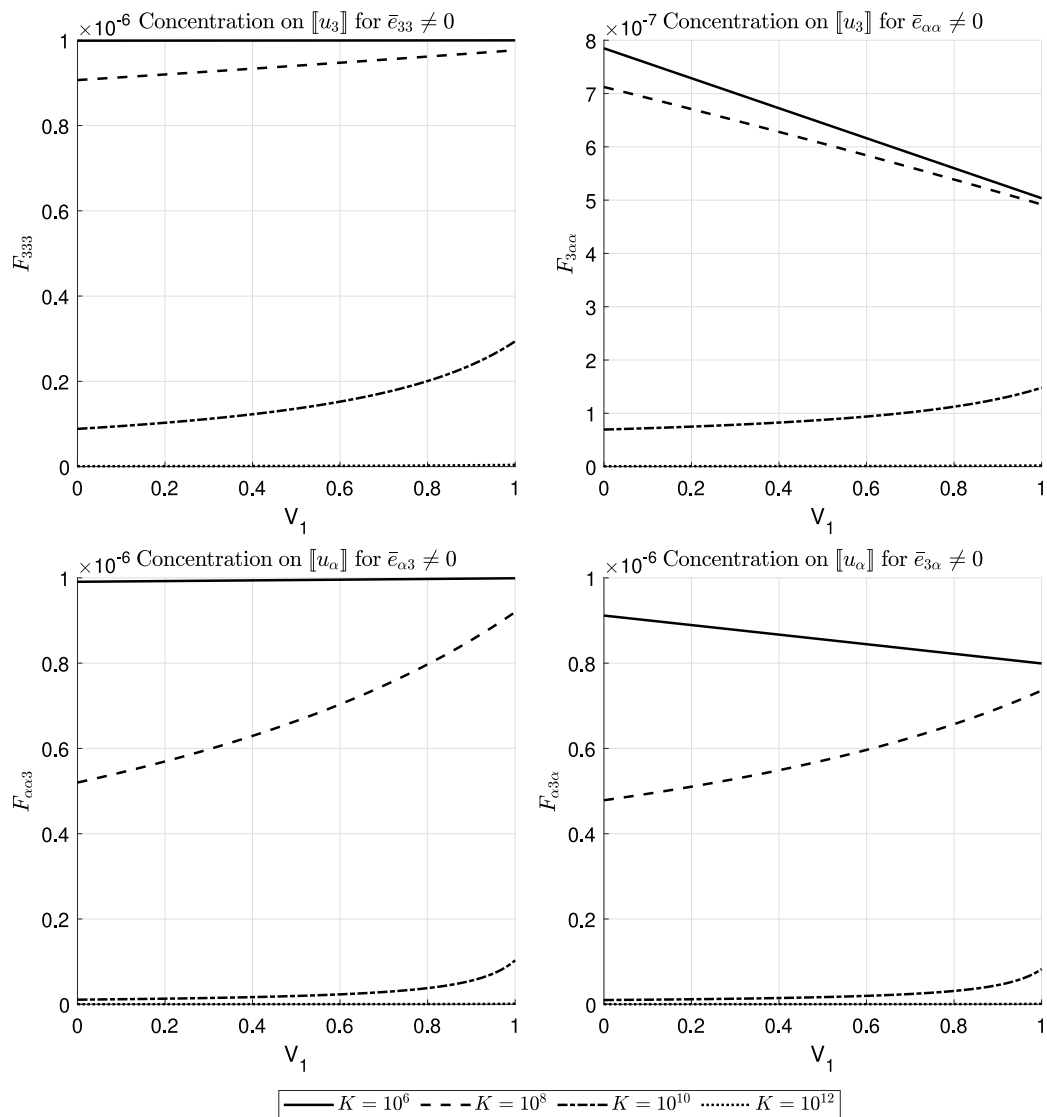 ×10⁻⁶ Concentration on ⟦u₃⟧ for ē₃₃ ≠ 0
1
0.8
0.6
0.4
0.2
0
F₃₃₃
0 0.2 0.4 0.6 0.8 1
V₁
×10⁻⁷ Concentration on ⟦u₃⟧ for ē_αα ≠ 0
8
7
6
5
4
3
2
1
0
F_3αα
0 0.2 0.4 0.6 0.8 1
V₁
×10⁻⁶ Concentration on ⟦u_α⟧ for ē_α3 ≠ 0
1
0.8
0.6
0.4
0.2
0
F_αα3
0 0.2 0.4 0.6 0.8 1
V₁
×10⁻⁶ Concentration on ⟦u_α⟧ for ē_3α ≠ 0
1
0.8
0.6
0.4
0.2
0
F_α3α
0 0.2 0.4 0.6 0.8 1
V₁
K = 10⁶ K = 10⁸ K = 10¹⁰ K = 10¹²